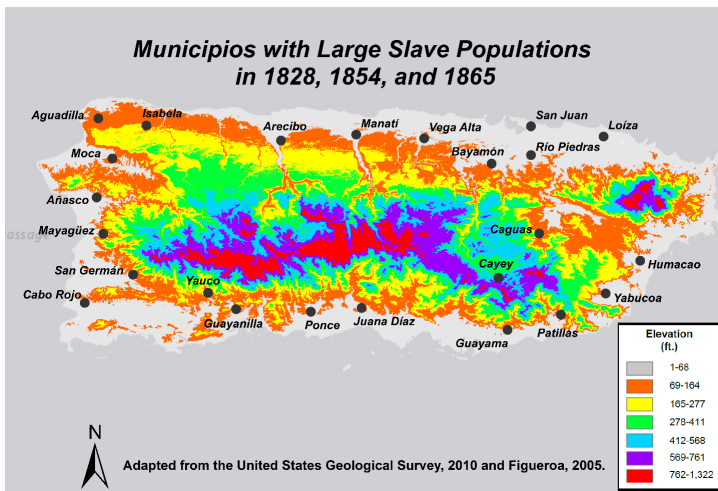 Municipios with Large Slave Populations
in 1828, 1854, and 1865
Aguadilla
Isabela
Arecibo
Manatí
Vega Alta
San Juan
Loíza
Moca
Bayamón
Río Piedras
Añasco
Mayagüez
assage
Caguas
San Germán
Cayey
Humacao
Cabo Rojo
Yauco
Yabucoa
Guayanilla
Ponce
Juana Díaz
Patillas
Guayama
Elevation
(ft.)
1-68
69-164
165-277
278-411
412-568
569-761
762-1,322
N
Adapted from the United States Geological Survey, 2010 and Figueroa, 2005.